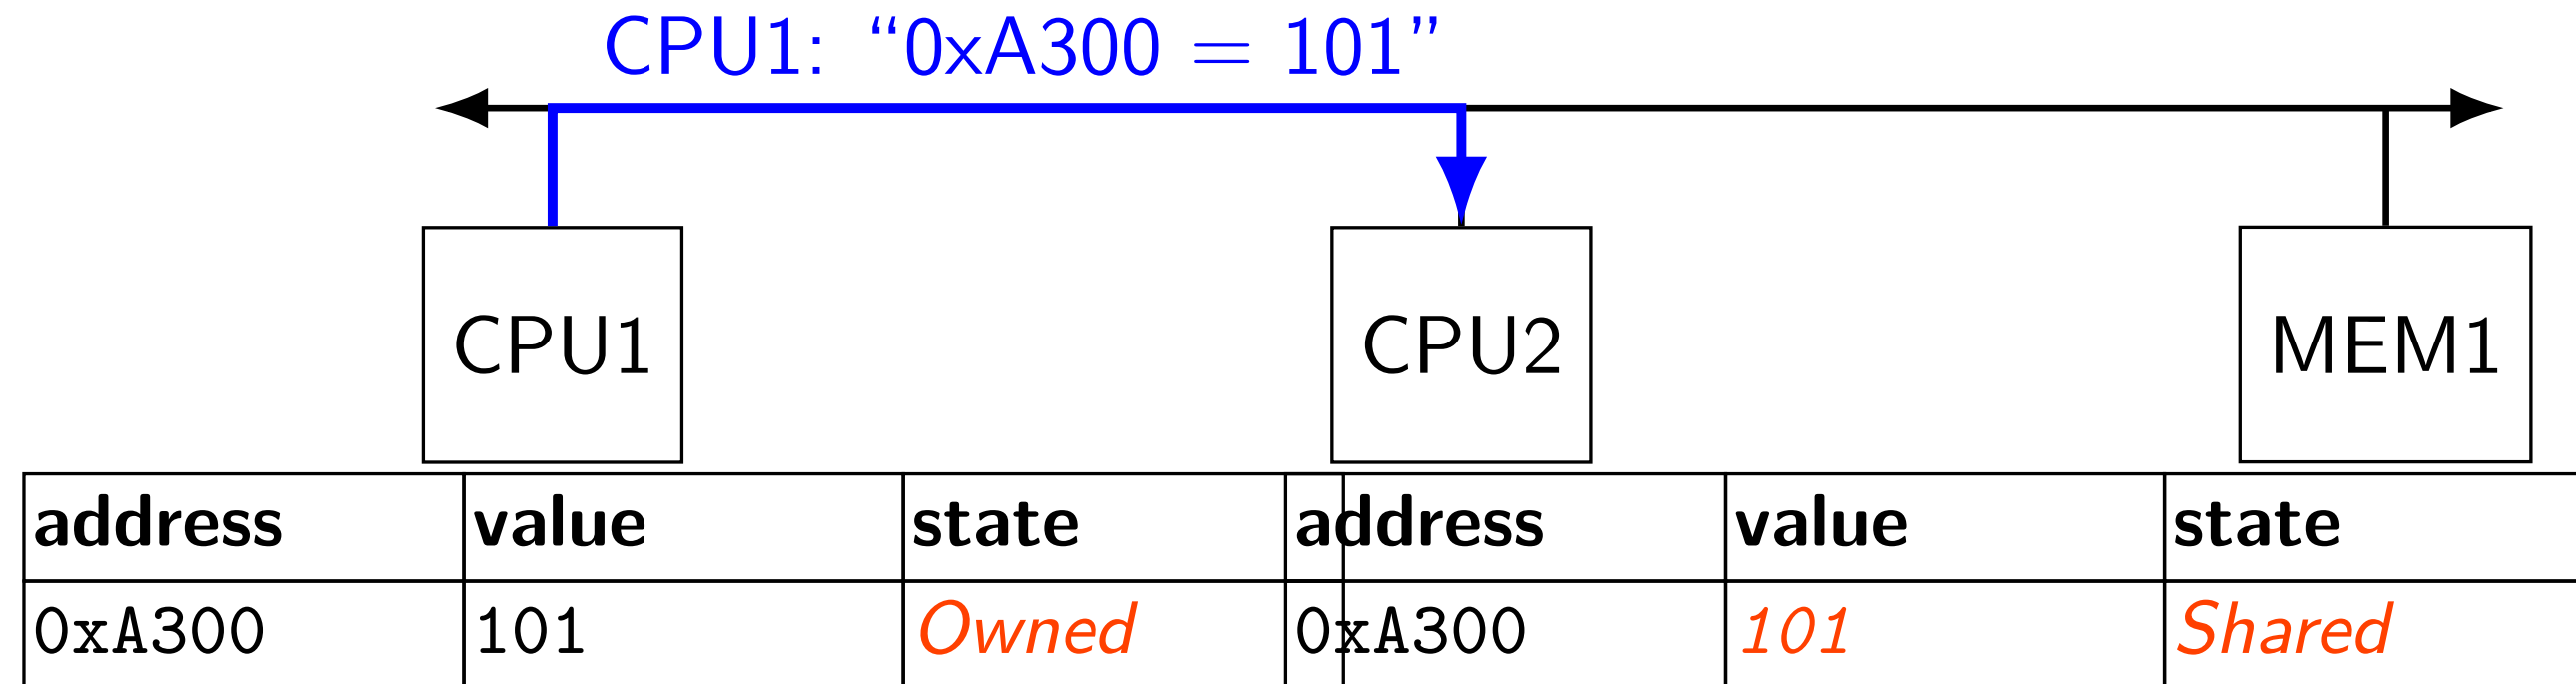 CPU1: “0xA300 = 101”
CPU1 CPU2 MEM1
address value state address value state
0xA300 101 Owned 0xA300 101 Shared